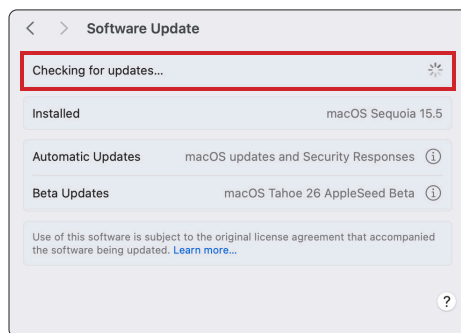 Software Update
Checking for updates...
Installed macOS Sequoia 15.5
Automatic Updates macOS updates and Security Responses
Beta Updates macOS Tahoe 26 AppleSeed Beta
Use of this software is subject to the original license agreement that accompanied
the software being updated. Learn more...
?